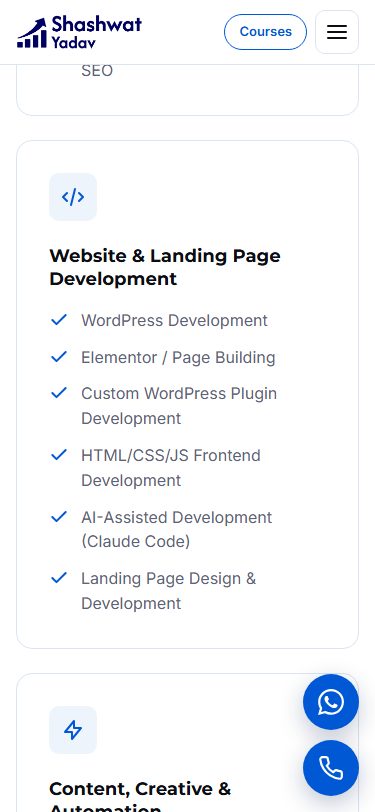 Shashwat
Yadav
Courses
SEO
Website & Landing Page
Development
WordPress Development
Elementor / Page Building
Custom WordPress Plugin
Development
HTML/CSS/JS Frontend
Development
AI-Assisted Development
(Claude Code)
Landing Page Design &
Development
Content, Creative &
Automation